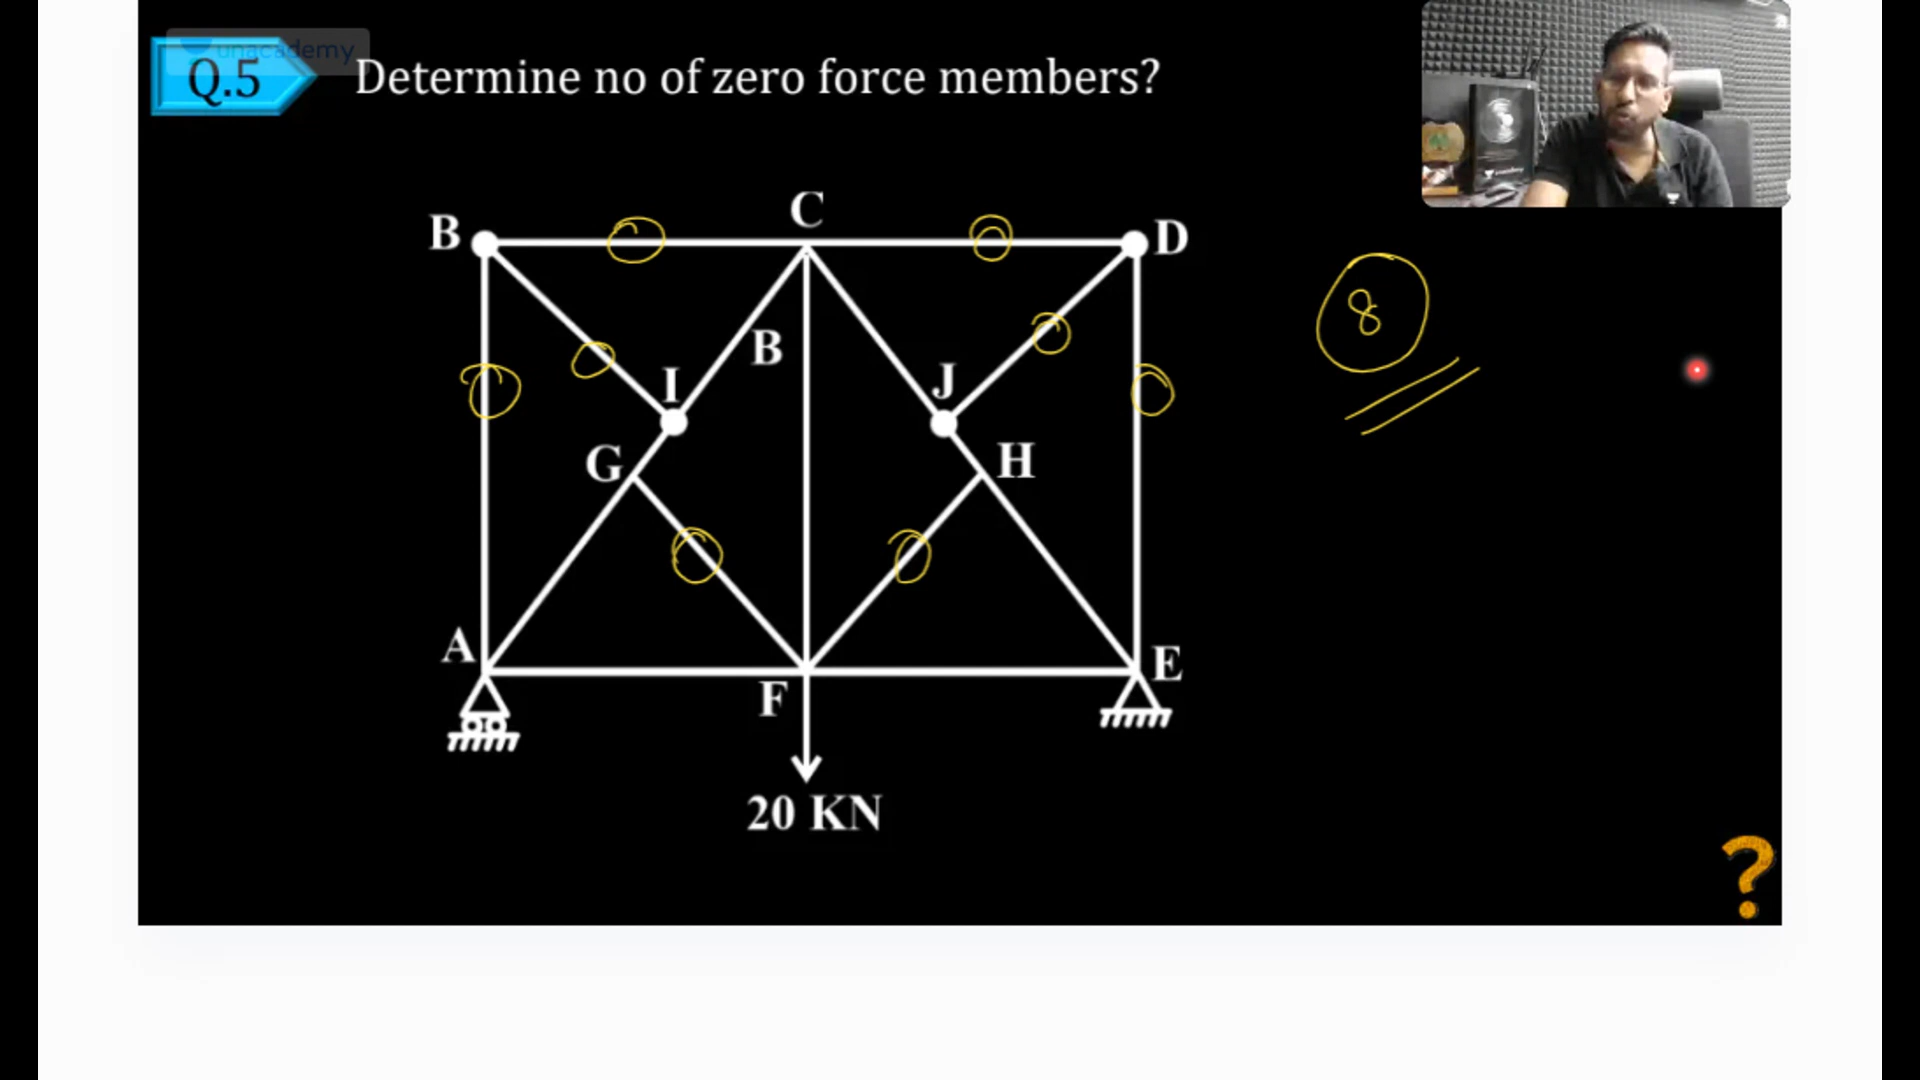 unacademy
Q.5 Determine no of zero force members?
B C D
8
B
I J
G H
A E
F
20 KN
?